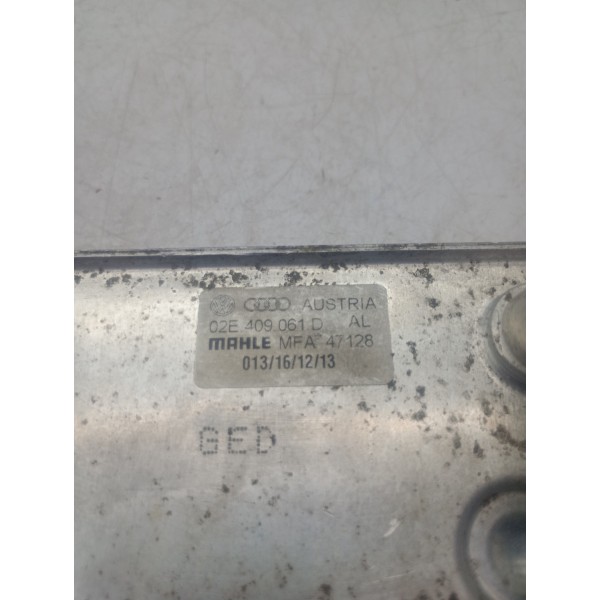 AUSTRIA
02E 409 061 D AL
MAHLE MFA 47128
013/16/12/13
GED